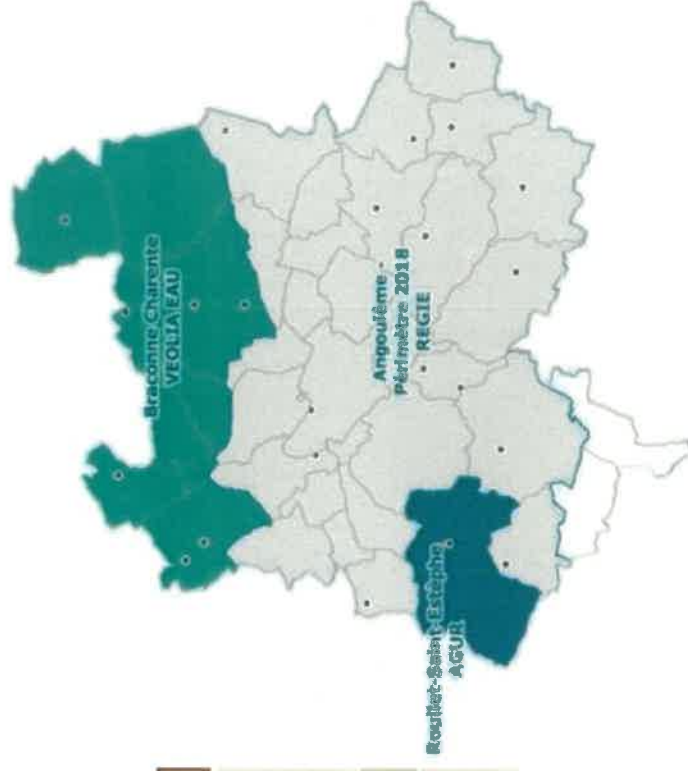 Braconne Charente
VEOLIA EAU
Angoulême
Périmètre 2018
REGIE
Roullet-Saint-Estèphe
AGUR